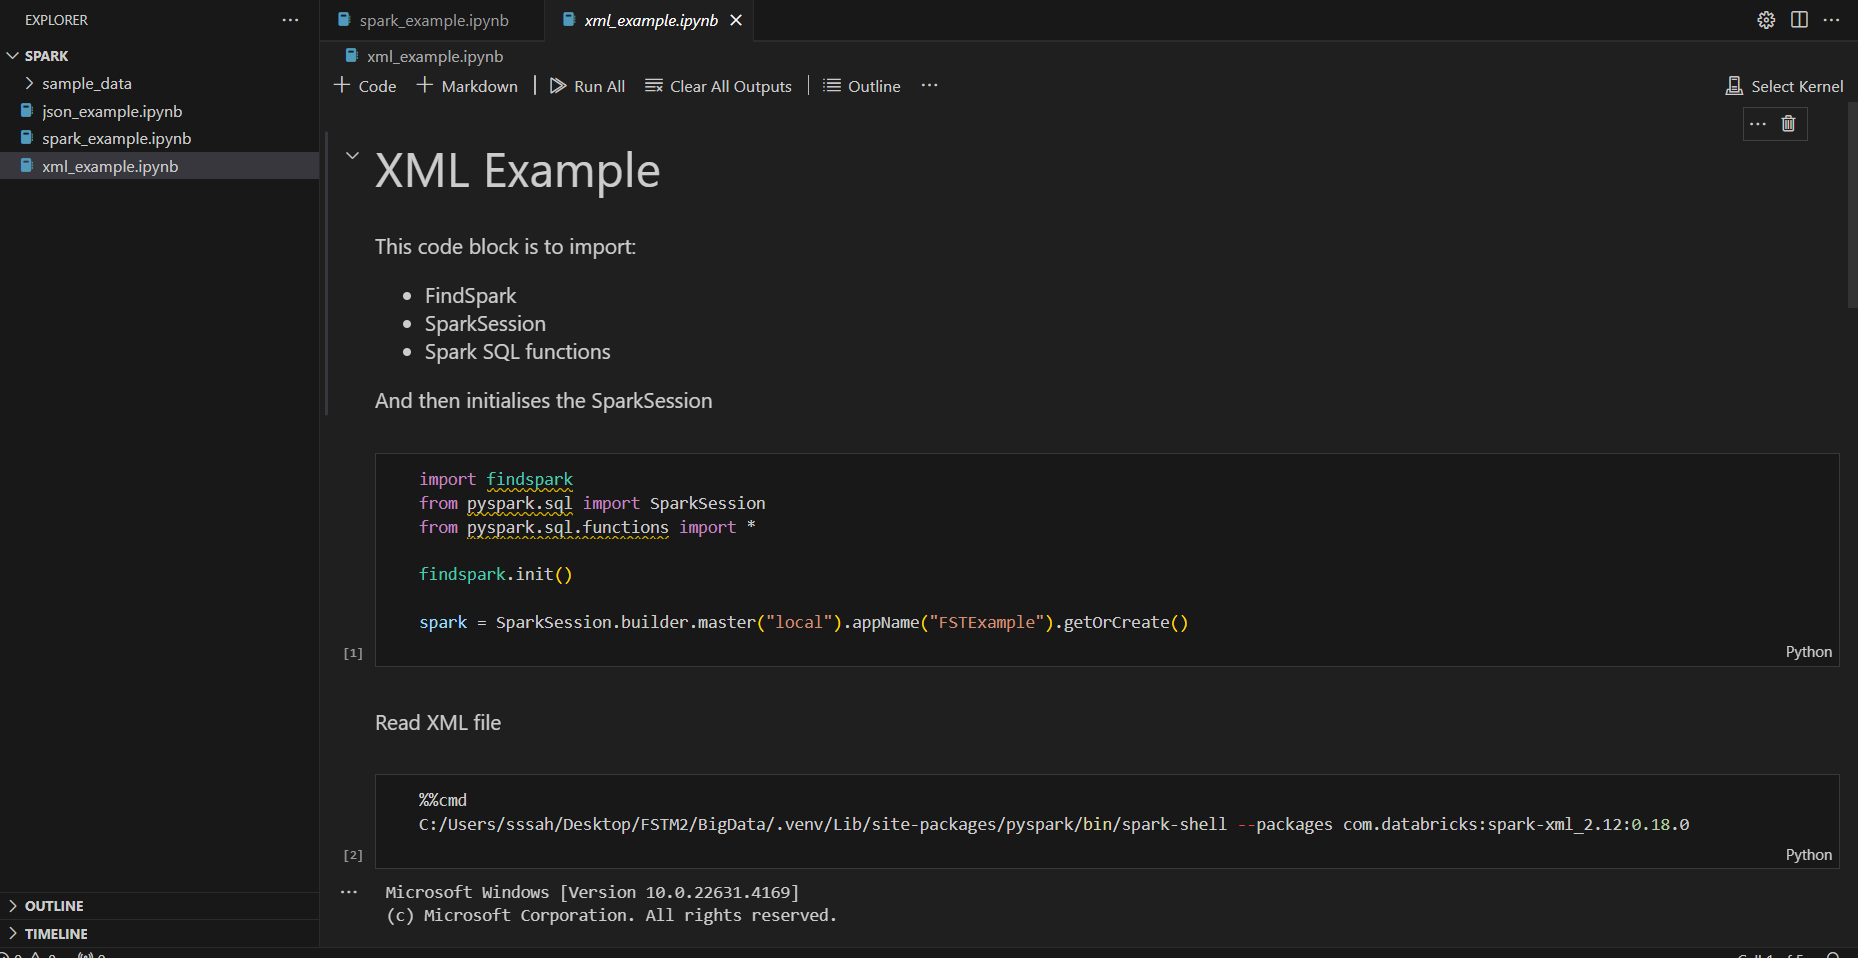 EXPLORER
SPARK
sample_data
json_example.ipynb
spark_example.ipynb
xml_example.ipynb
OUTLINE
TIMELINE
spark_example.ipynb
xml_example.ipynb
xml_example.ipynb
Code
Markdown
Run All
Clear All Outputs
Outline
Select Kernel
XML Example
This code block is to import:
FindSpark
SparkSession
Spark SQL functions
And then initialises the SparkSession
import findspark
from pyspark.sql import SparkSession
from pyspark.sql.functions import *
findspark.init()
spark = SparkSession.builder.master("local").appName("FSTExample").getOrCreate()
[1]
Python
Read XML file
%%cmd
C:/Users/sssah/Desktop/FSTM2/BigData/.venv/Lib/site-packages/pyspark/bin/spark-shell --packages com.databricks:spark-xml_2.12:0.18.0
[2]
Python
Microsoft Windows [Version 10.0.22631.4169]
(c) Microsoft Corporation. All rights reserved.